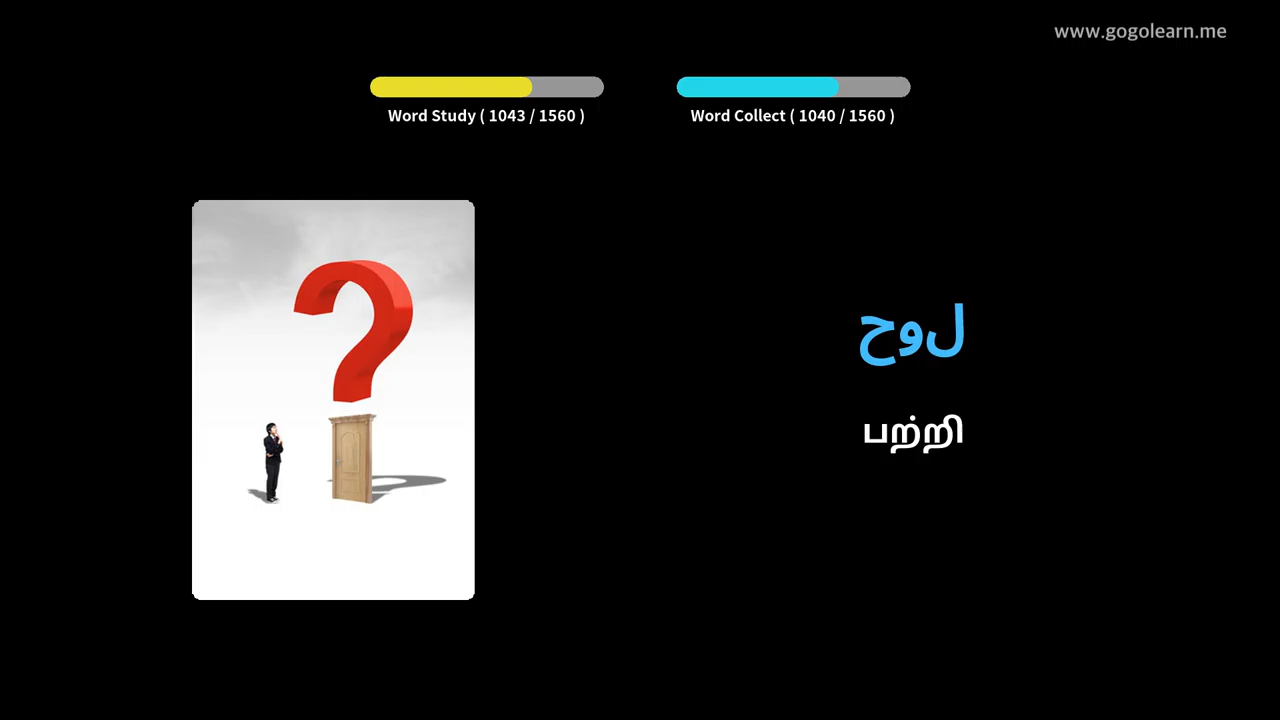 www.gogolearn.me
Word Study ( 1043 / 1560 )
Word Collect ( 1040 / 1560 )
حول
பற்றி